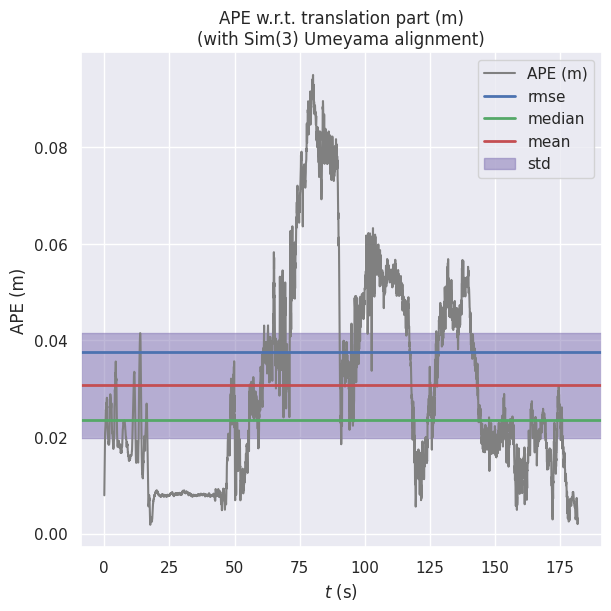 APE w.r.t. translation part (m)
(with Sim(3) Umeyama alignment)
APE (m)
rmse
median
mean
std
APE (m)
0.08
0.06
0.04
0.02
0.00
0 25 50 75 100 125 150 175
t (s)